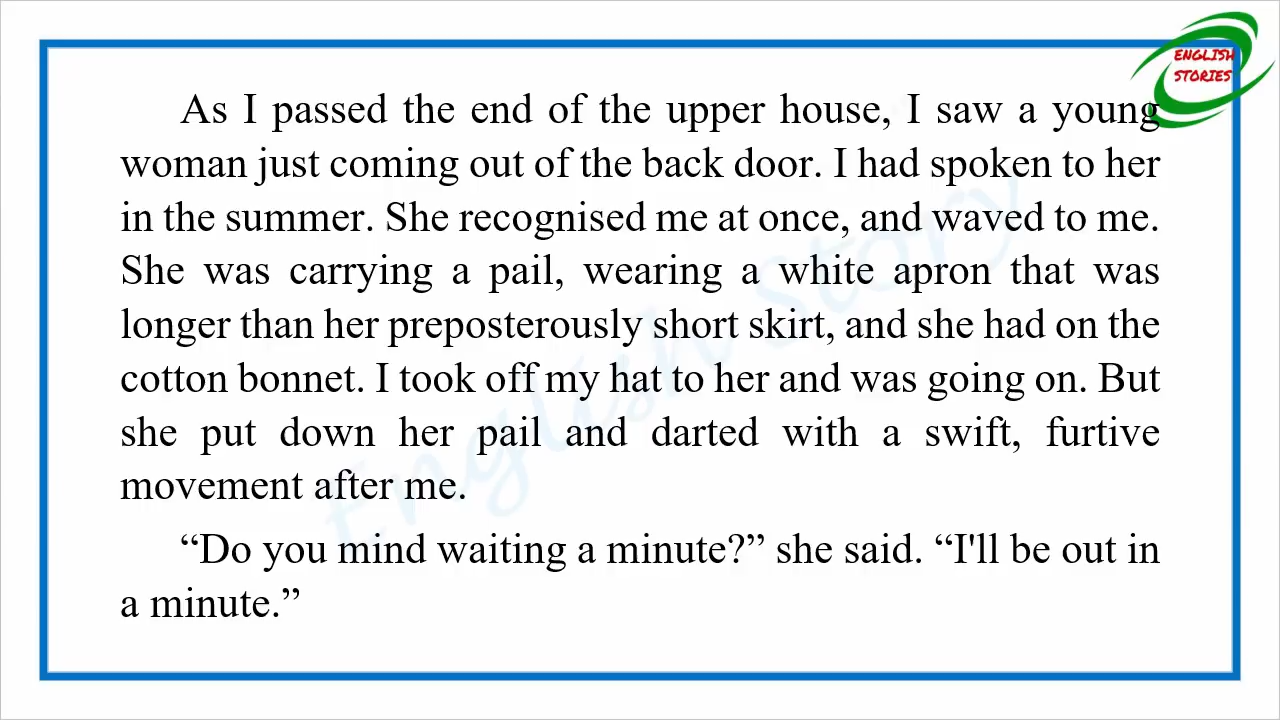 ENGLISH
STORIES
As I passed the end of the upper house, I saw a young
woman just coming out of the back door. I had spoken to her
in the summer. She recognised me at once, and waved to me.
She was carrying a pail, wearing a white apron that was
longer than her preposterously short skirt, and she had on the
cotton bonnet. I took off my hat to her and was going on. But
she put down her pail and darted with a swift, furtive
movement after me.
“Do you mind waiting a minute?” she said. “I'll be out in
a minute.”
English Story